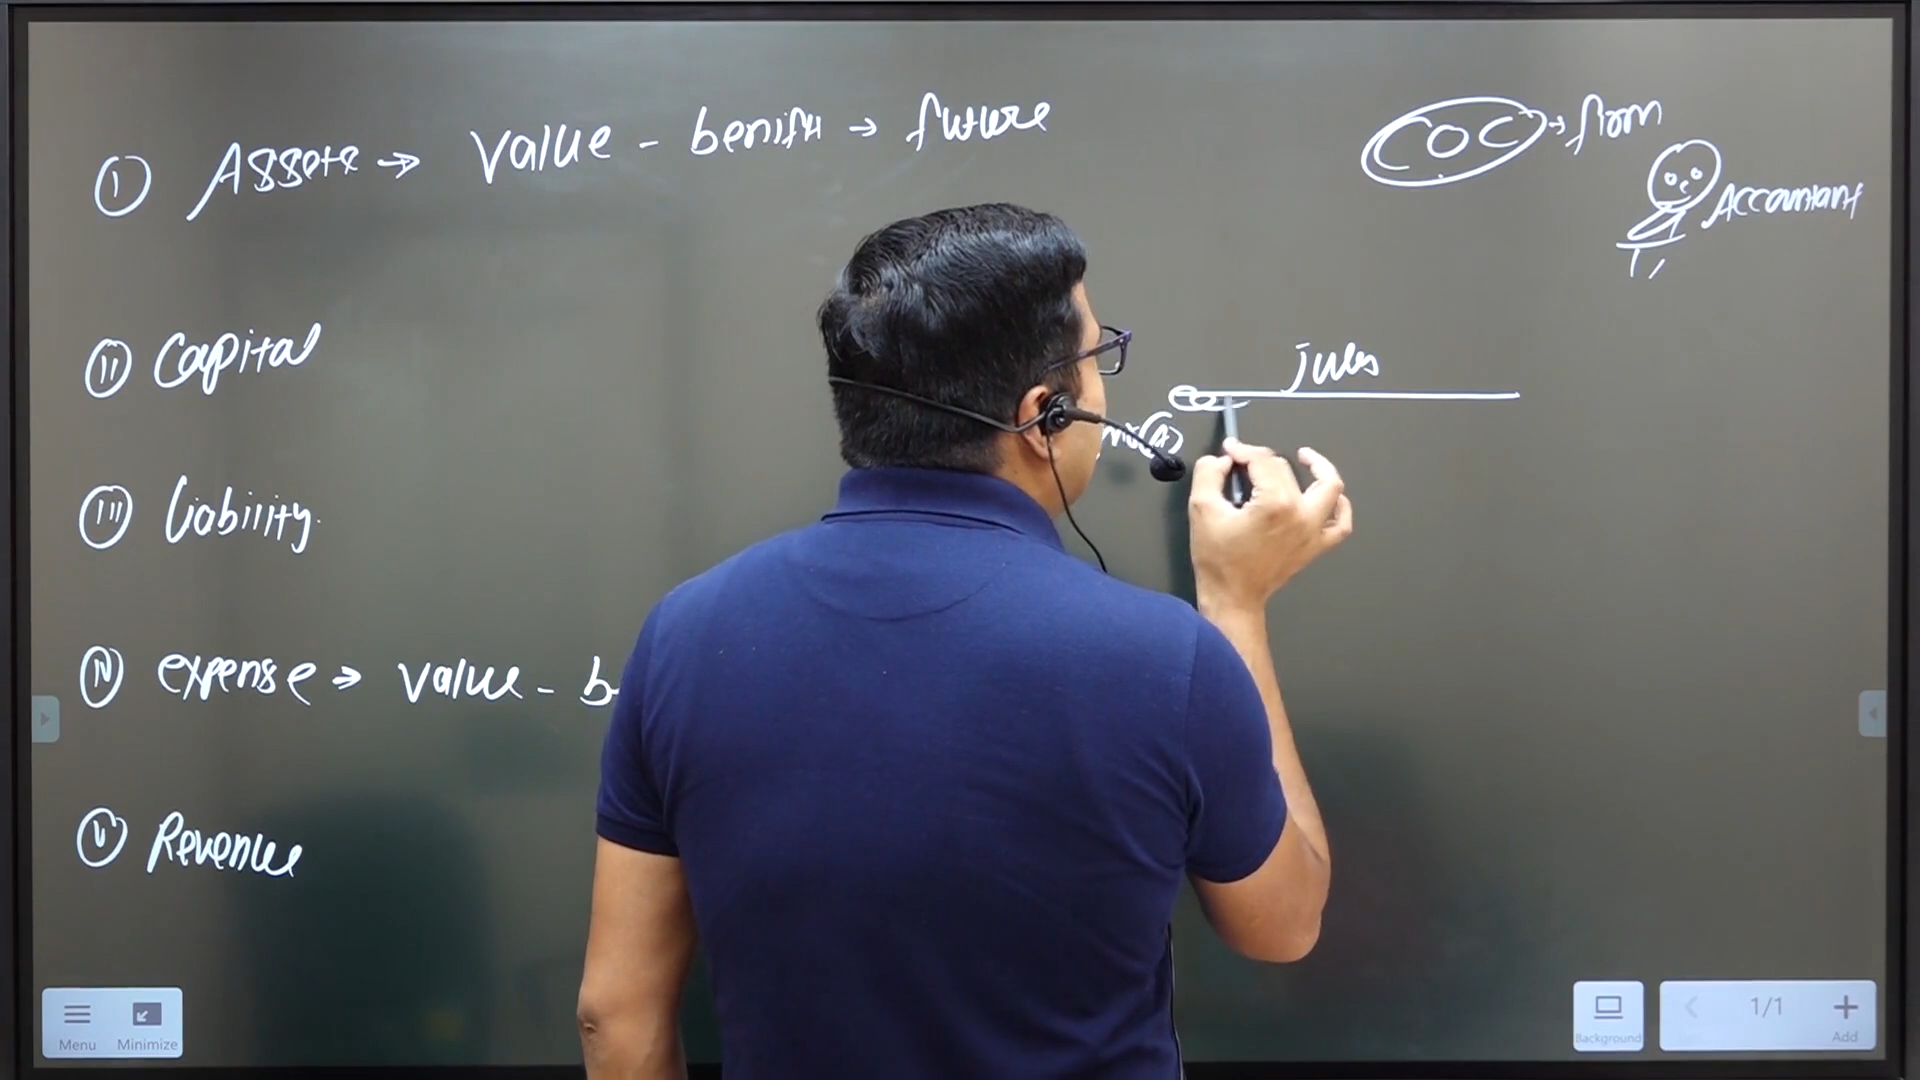 ① Assets → Value - benifit → future
COC → firm
Accountant
② Capital
jules
(A)
③ liability.
④ expense → value - b
⑤ Revenue
Menu
Minimize
Background
1/1
Add